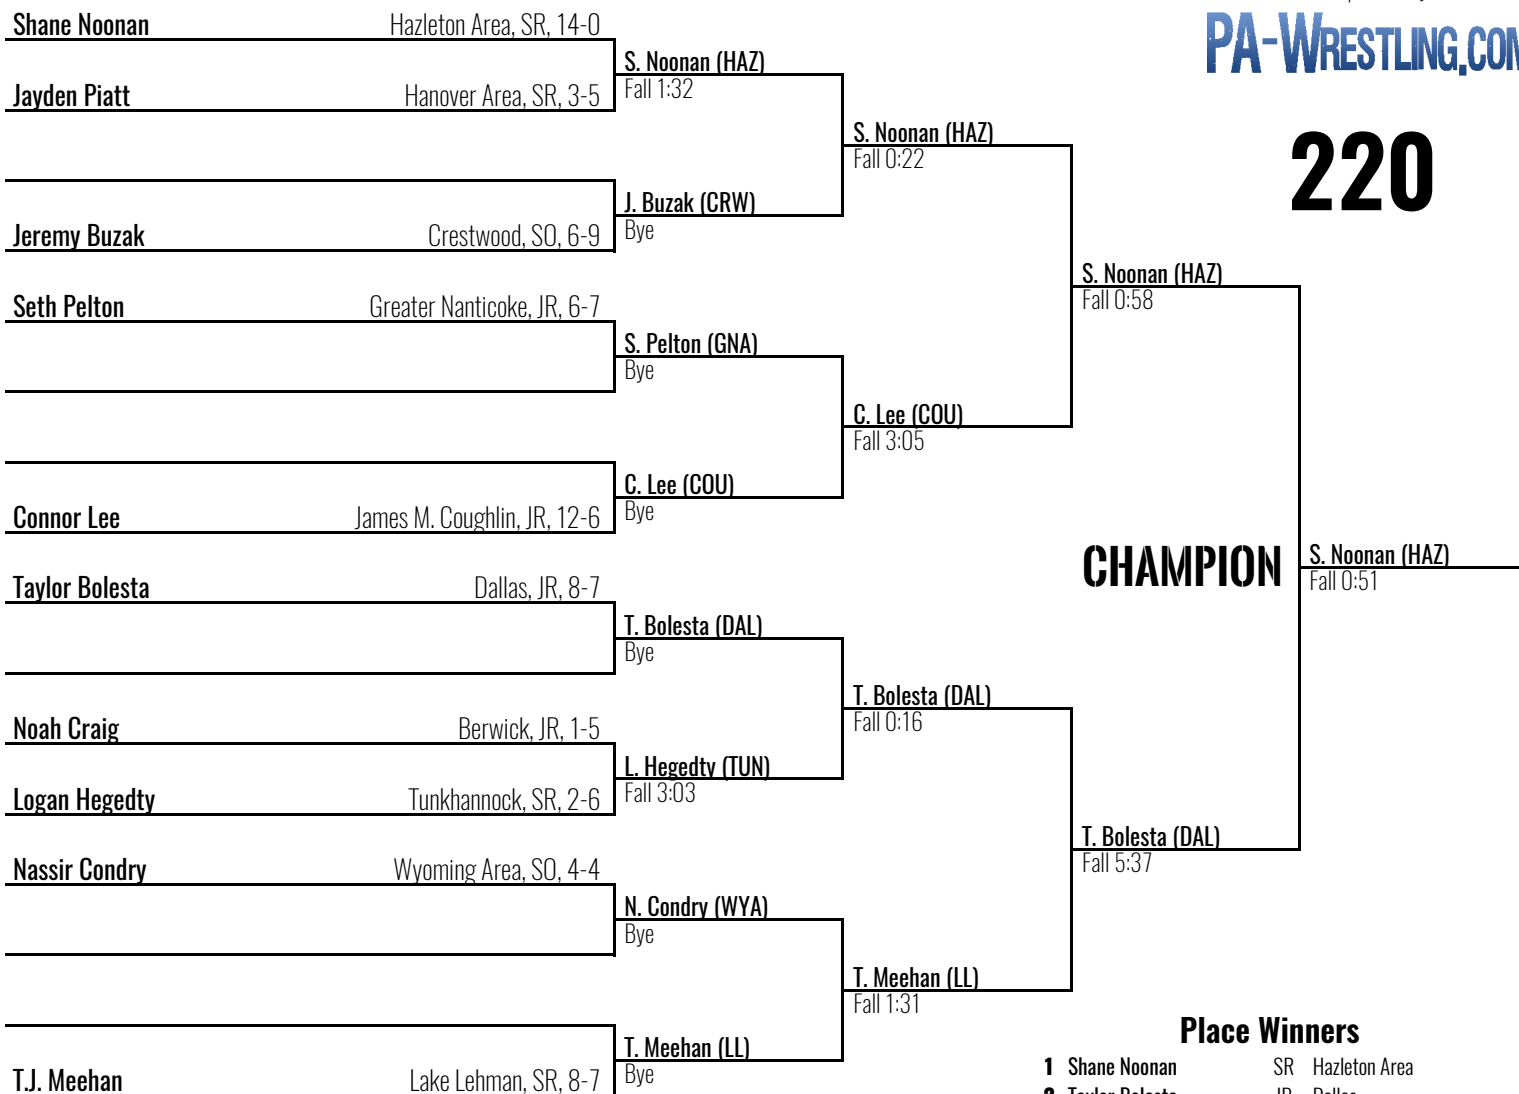 Shane Noonan Hazleton Area, SR, 14-0
S. Noonan (HAZ)
Fall 1:32
Jayden Piatt Hanover Area, SR, 3-5
S. Noonan (HAZ)
Fall 0:22
J. Buzak (CRW)
Bye
Jeremy Buzak Crestwood, SO, 6-9
S. Noonan (HAZ)
Fall 0:58
Seth Pelton Greater Nanticoke, JR, 6-7
S. Pelton (GNA)
Bye
C. Lee (COU)
Fall 3:05
C. Lee (COU)
Bye
Connor Lee James M. Coughlin, JR, 12-6
CHAMPION
S. Noonan (HAZ)
Fall 0:51
Taylor Bolesta Dallas, JR, 8-7
T. Bolesta (DAL)
Bye
T. Bolesta (DAL)
Fall 0:16
Noah Craig Berwick, JR, 1-5
L. Hegedty (TUN)
Fall 3:03
Logan Hegedty Tunkhannock, SR, 2-6
T. Bolesta (DAL)
Fall 5:37
Nassir Condry Wyoming Area, SO, 4-4
N. Condry (WYA)
Bye
T. Meehan (LL)
Fall 1:31
T. Meehan (LL)
Bye
T.J. Meehan Lake Lehman, SR, 8-7
PA-WRESTLING.COM
220
Place Winners
1 Shane Noonan SR Hazleton Area
2 Taylor Bolesta JR Dallas